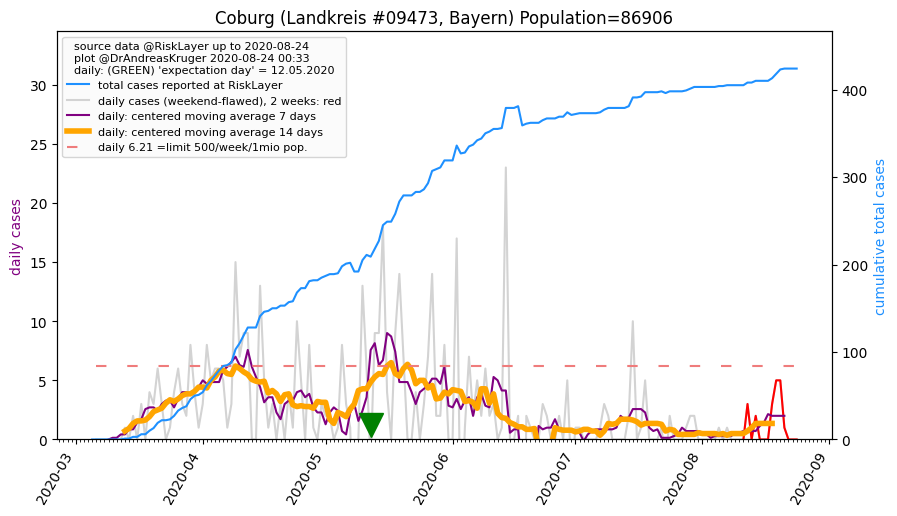 Coburg (Landkreis #09473, Bayern) Population=86906
source data @RiskLayer up to 2020-08-24
plot @DrAndreasKruger 2020-08-24 00:33
daily: (GREEN) 'expectation day' = 12.05.2020
total cases reported at RiskLayer
daily cases (weekend-flawed), 2 weeks: red
daily: centered moving average 7 days
daily: centered moving average 14 days
daily 6.21 =limit 500/week/1mio pop.
daily cases
30
25
20
15
10
5
0
cumulative total cases
400
300
200
100
0
2020-03
2020-04
2020-05
2020-06
2020-07
2020-08
2020-09